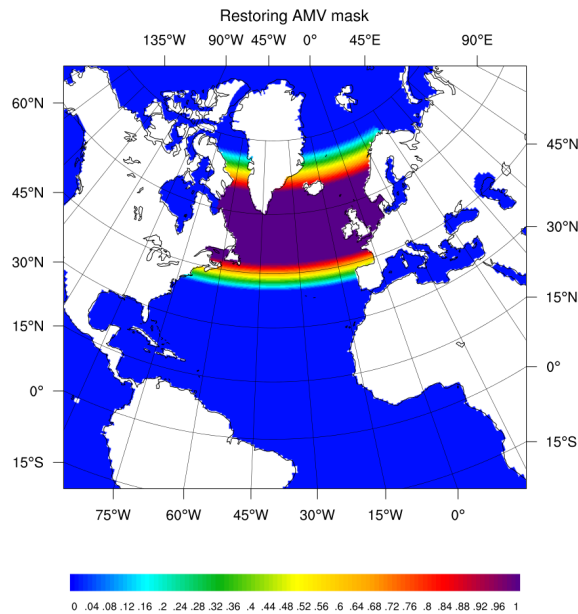 Restoring AMV mask
135°W 90°W 45°W 0° 45°E 90°E
60°N
45°N
45°N
30°N
30°N
15°N
15°N
0°
0°
15°S
15°S
75°W 60°W 45°W 30°W 15°W 0°
0 .04 .08 .12 .16 .2 .24 .28 .32 .36 .4 .44 .48 .52 .56 .6 .64 .68 .72 .76 .8 .84 .88 .92 .96